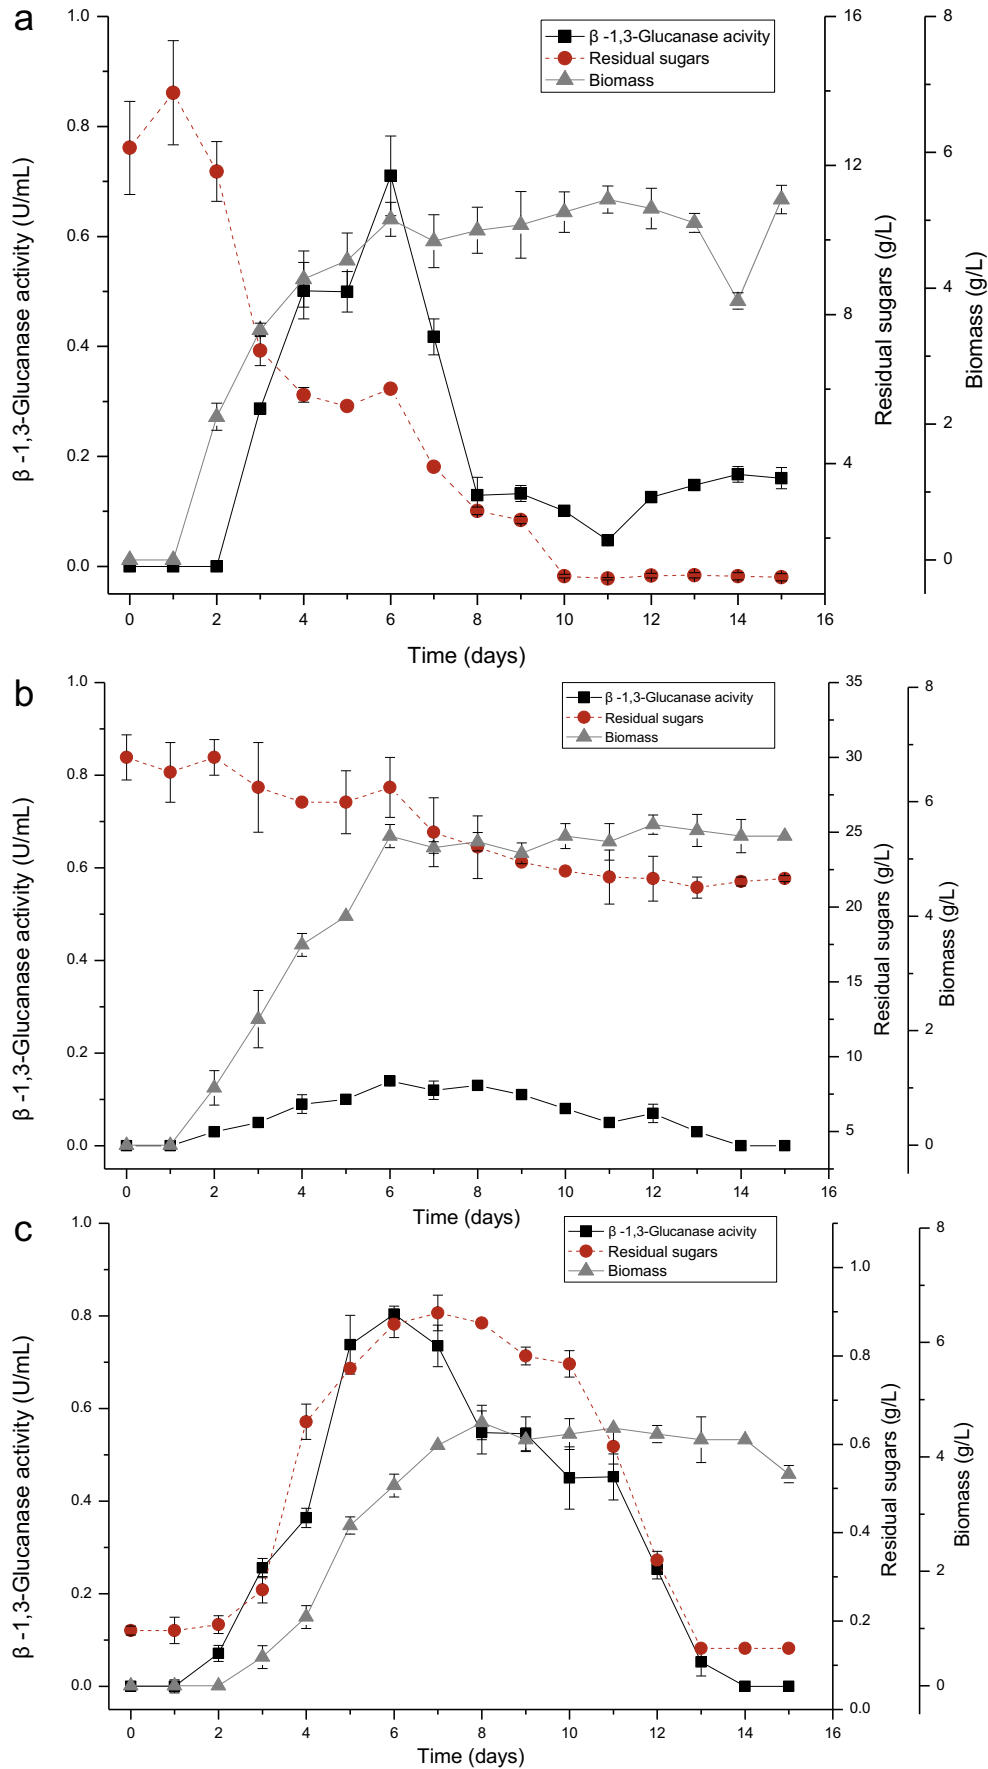 a
β -1,3-Glucanase acivity
Residual sugars
Biomass
1.0
0.8
0.6
0.4
0.2
0.0
β -1,3-Glucanase activity (U/mL)
16
12
8
4
Residual sugars (g/L)
8
6
4
2
0
Biomass (g/L)
0 2 4 6 8 10 12 14 16
Time (days)
b
β -1,3-Glucanase acivity
Residual sugars
Biomass
1.0
0.8
0.6
0.4
0.2
0.0
β -1,3-Glucanase activity (U/mL)
35
30
25
20
15
10
5
Residual sugars (g/L)
8
6
4
2
0
Biomass (g/L)
0 2 4 6 8 10 12 14 16
Time (days)
c
β -1,3-Glucanase acivity
Residual sugars
Biomass
1.0
0.8
0.6
0.4
0.2
0.0
β -1,3-Glucanase activity (U/mL)
1.0
0.8
0.6
0.4
0.2
0.0
Residual sugars (g/L)
8
6
4
2
0
Biomass (g/L)
0 2 4 6 8 10 12 14 16
Time (days)